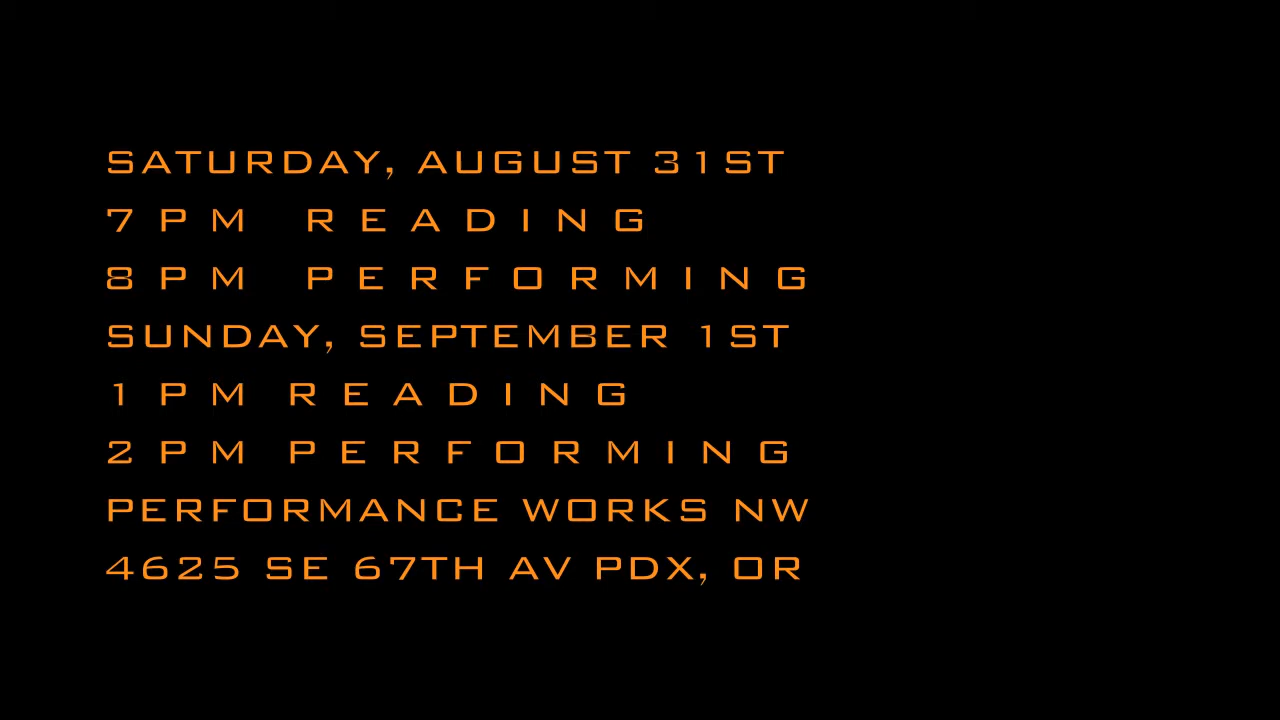 SATURDAY, AUGUST 31ST
7PM READING
8PM PERFORMING
SUNDAY, SEPTEMBER 1ST
1PM READING
2PM PERFORMING
PERFORMANCE WORKS NW
4625 SE 67TH AV PDX, OR